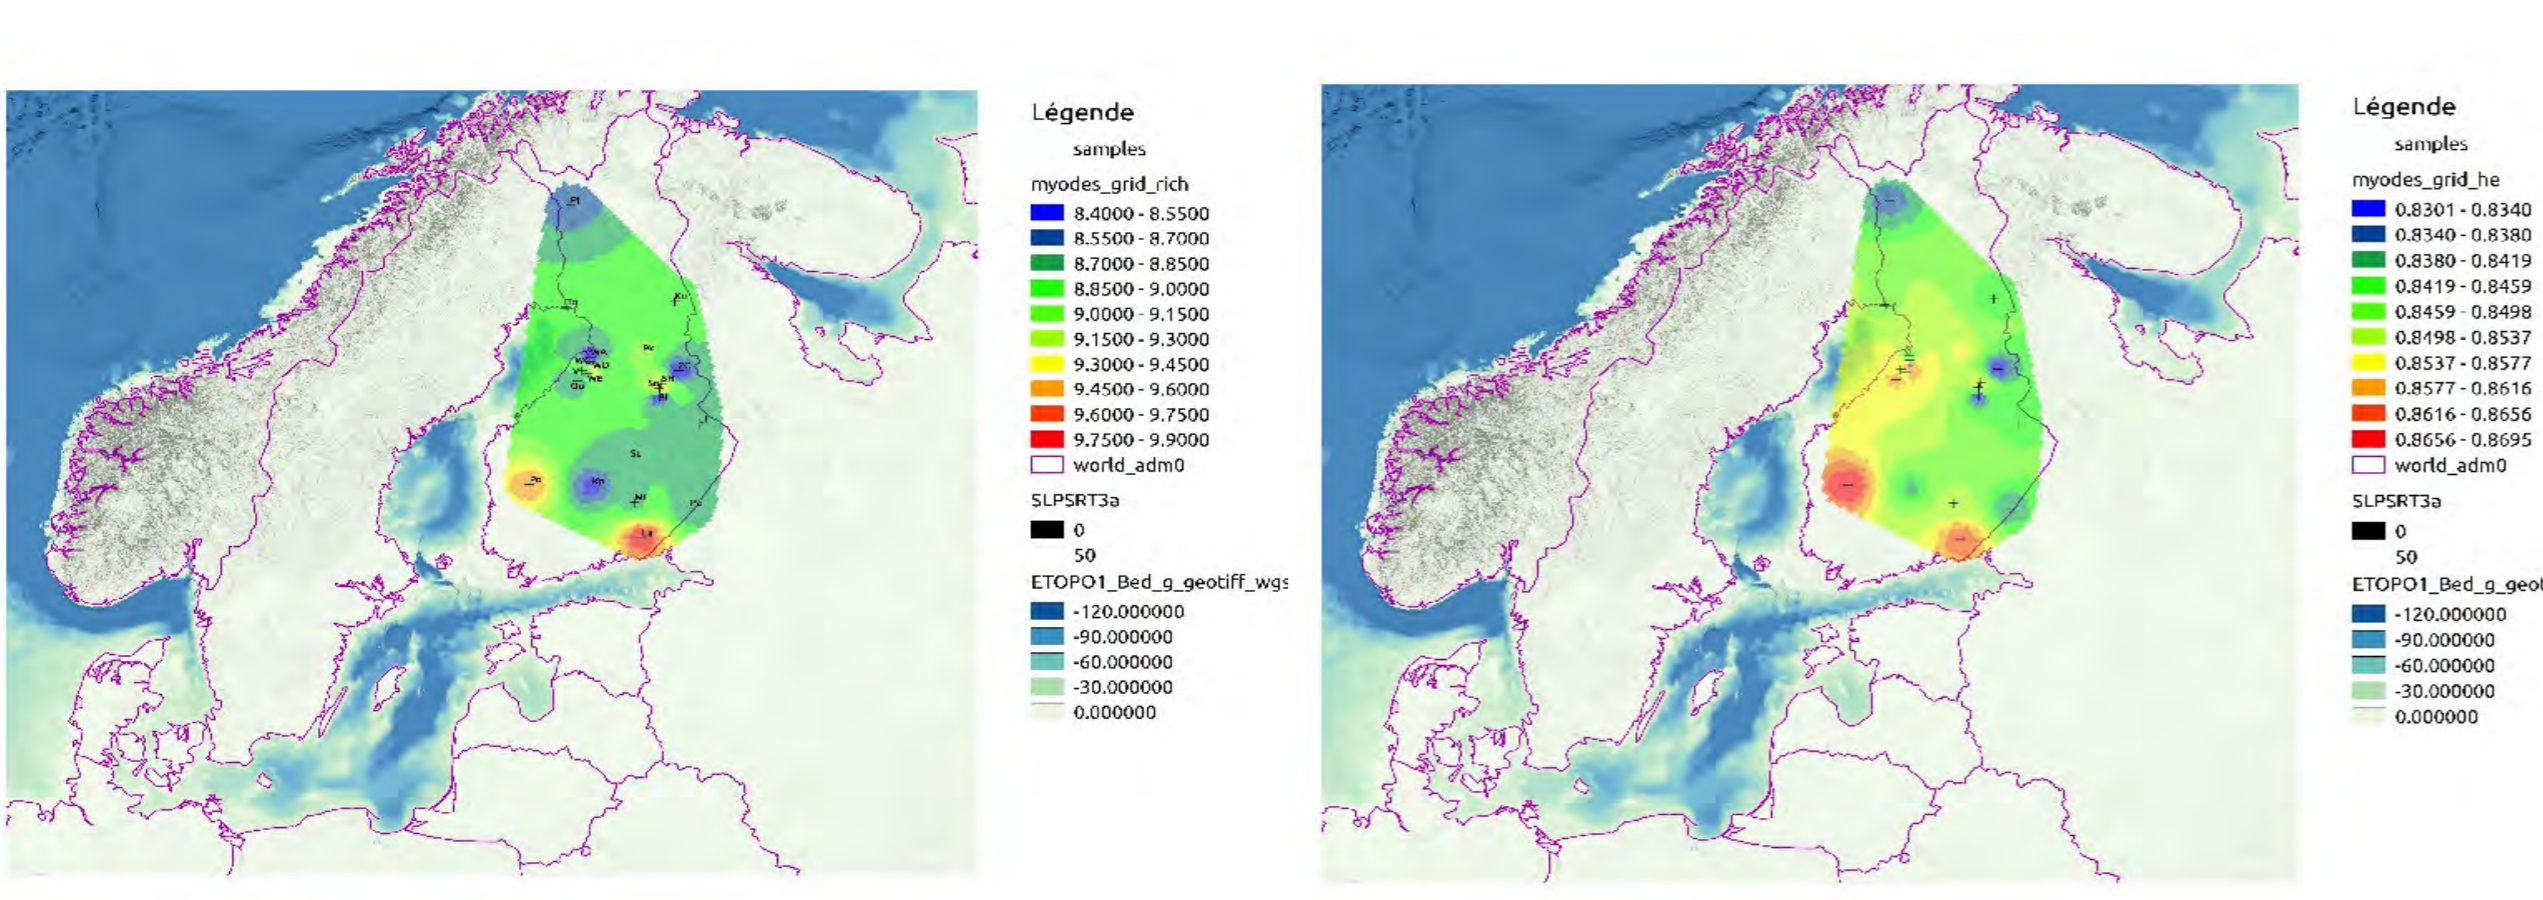 Légende
samples
myodes_grid_rich
8.4000 - 8.5500
8.5500 - 8.7000
8.7000 - 8.8500
8.8500 - 9.0000
9.0000 - 9.1500
9.1500 - 9.3000
9.3000 - 9.4500
9.4500 - 9.6000
9.6000 - 9.7500
9.7500 - 9.9000
world_adm0
SLPSRT3a
0
50
ETOPO1_Bed_g_geotiff_wgs
-120.000000
-90.000000
-60.000000
-30.000000
0.000000
Légende
samples
myodes_grid_he
0.8301 - 0.8340
0.8340 - 0.8380
0.8380 - 0.8419
0.8419 - 0.8459
0.8459 - 0.8498
0.8498 - 0.8537
0.8537 - 0.8577
0.8577 - 0.8616
0.8616 - 0.8656
0.8656 - 0.8695
world_adm0
SLPSRT3a
0
50
ETOPO1_Bed_g_geot
-120.000000
-90.000000
-60.000000
-30.000000
0.000000